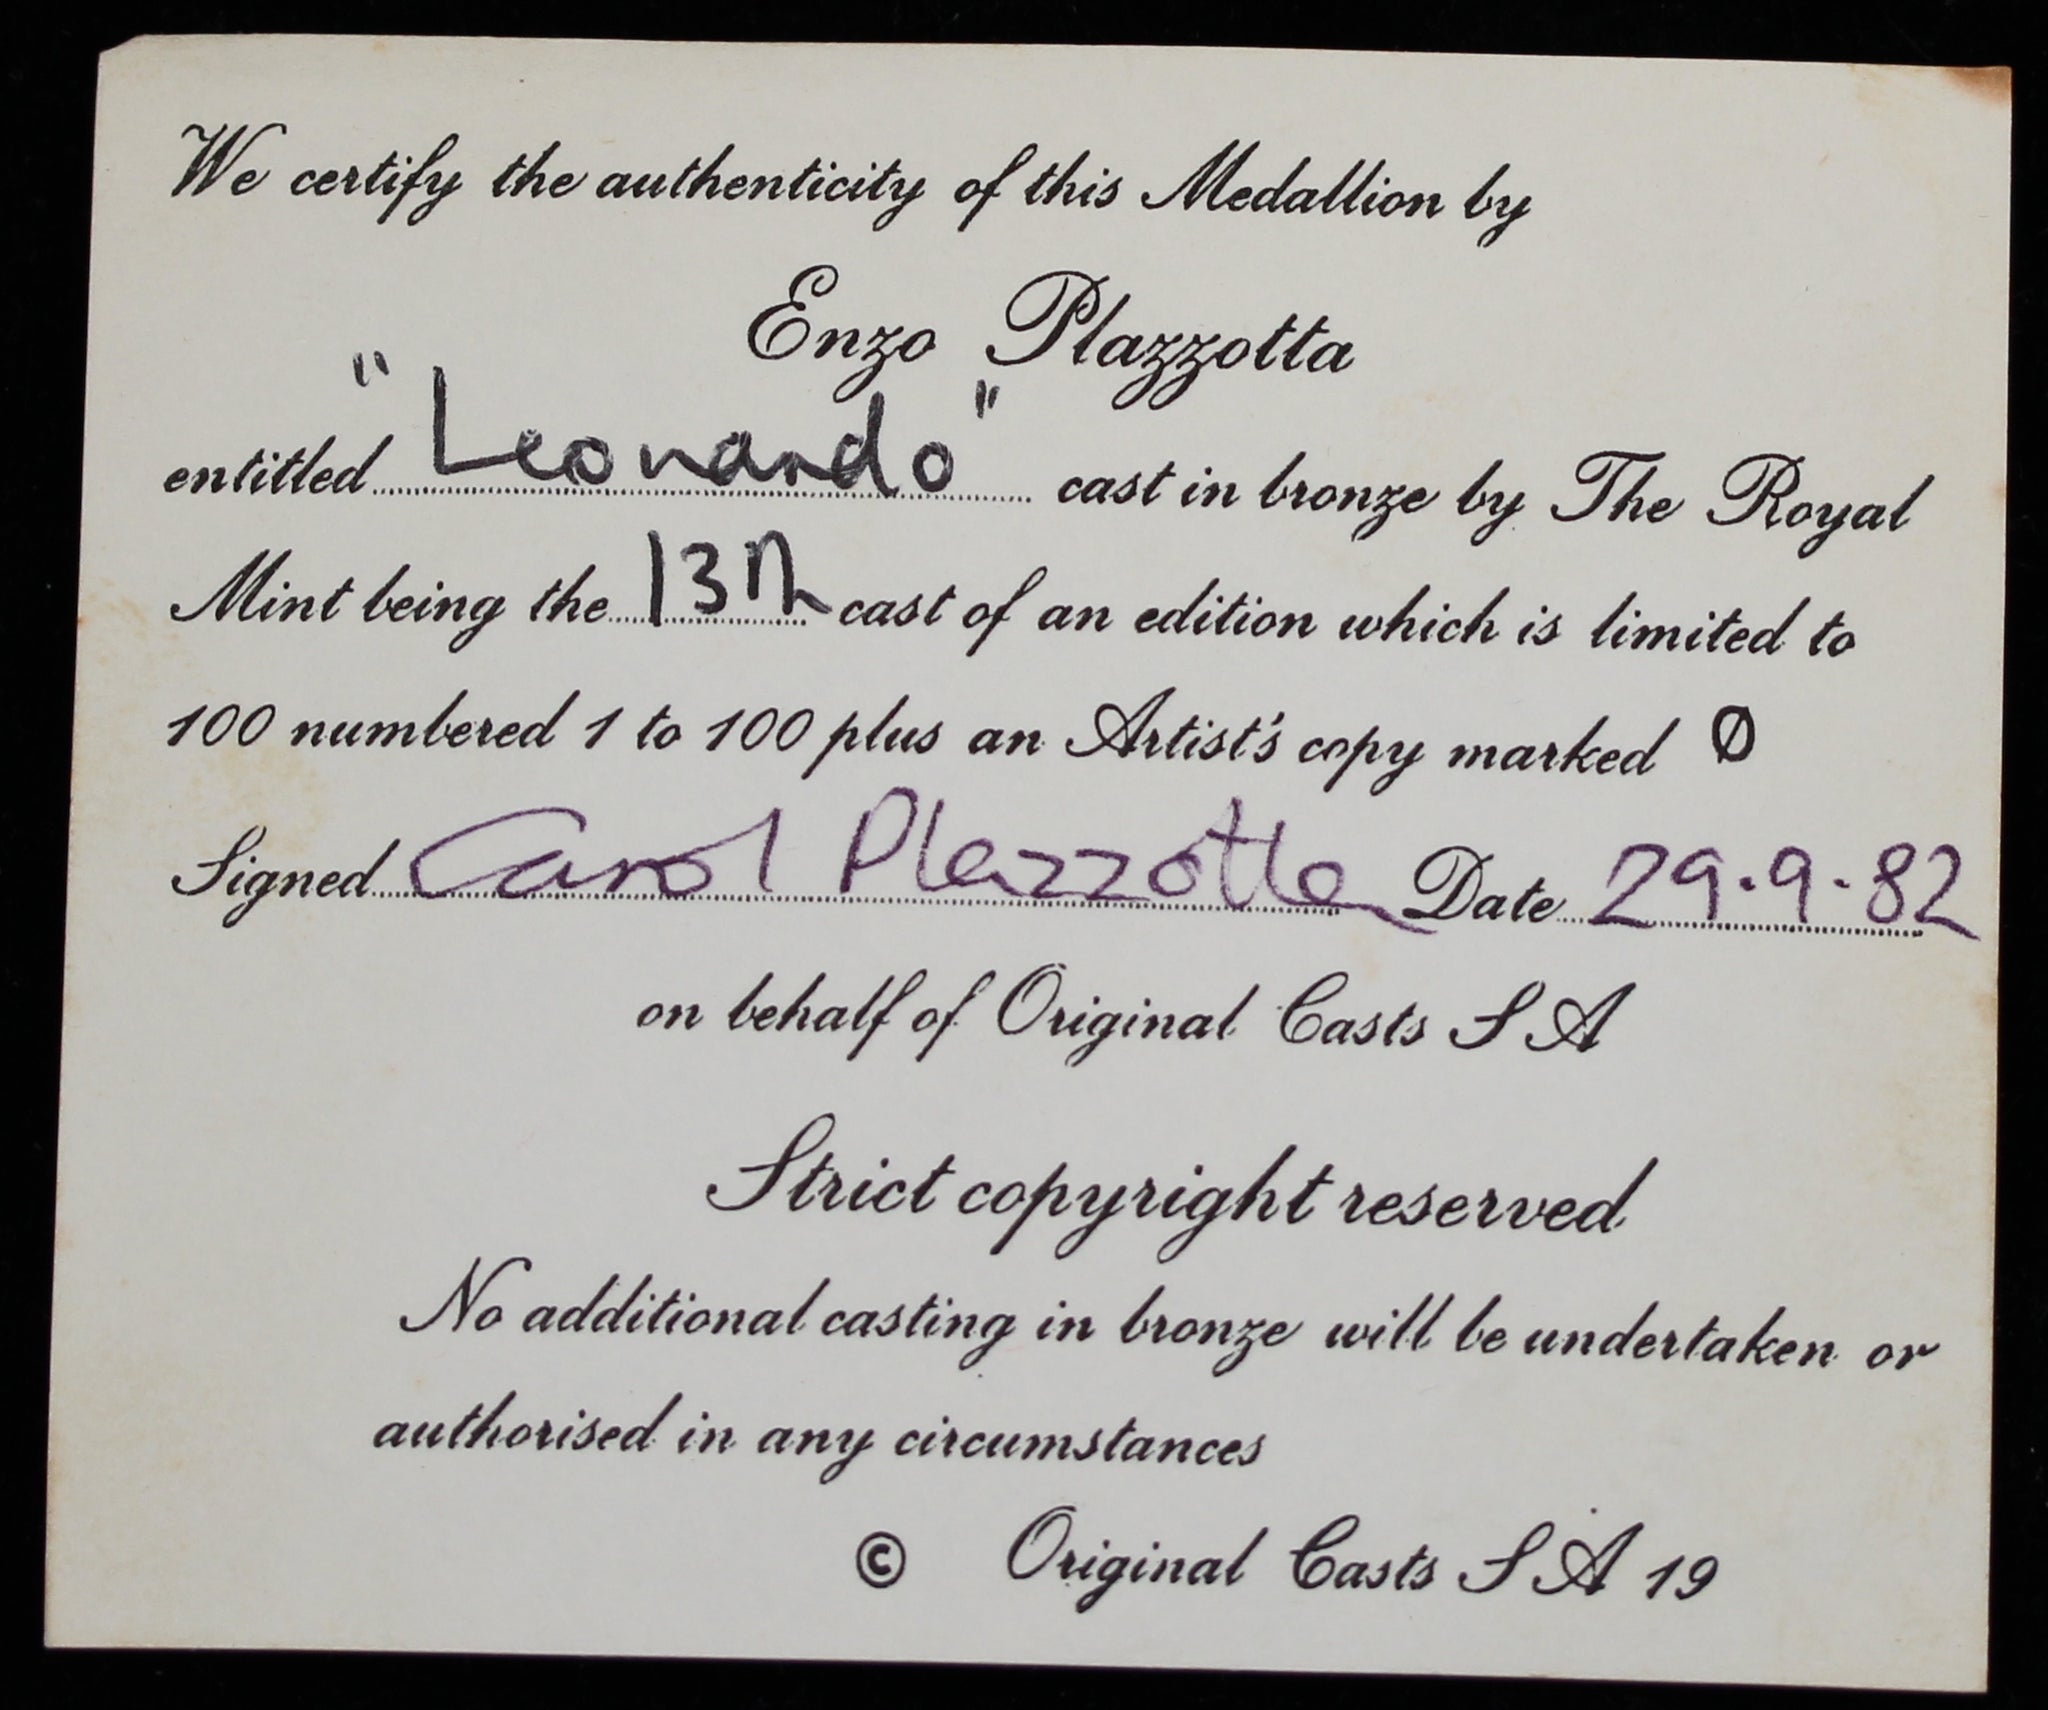 We certify the authenticity of this Medallion by
Enzo Plazzotta
entitled "Leonardo" cast in bronze by The Royal
Mint being the 13th cast of an edition which is limited to
100 numbered 1 to 100 plus an Artist's copy marked Ø
Signed Carol Plazzotta Date 29.9.82
on behalf of Original Casts S A
Strict copyright reserved
No additional casting in bronze will be undertaken or
authorised in any circumstances
© Original Casts S A 19